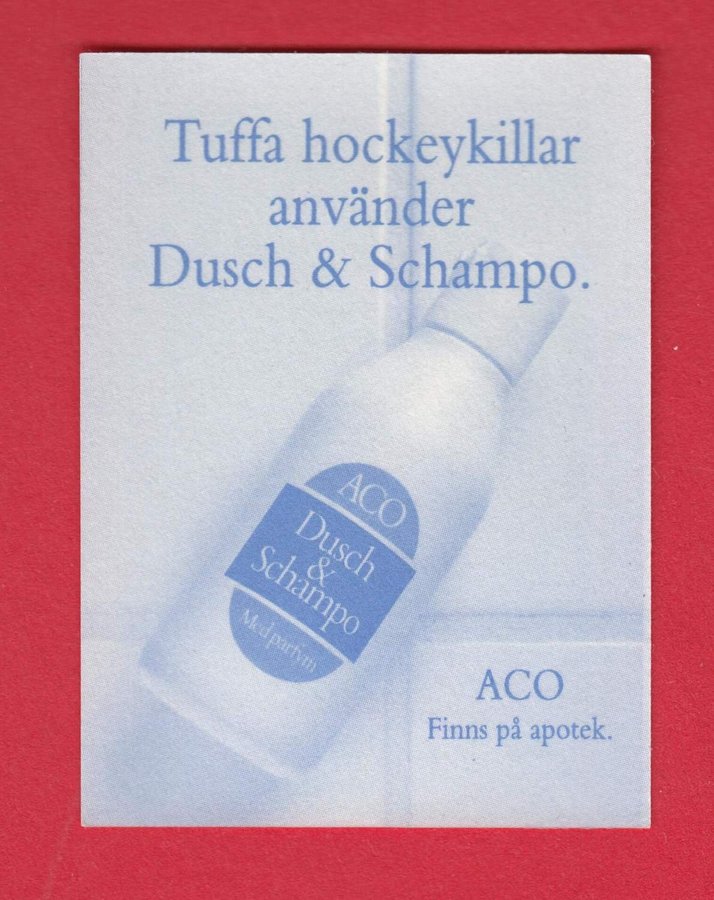 Tuffa hockeykillar
använder
Dusch & Schampo.
ACO
Dusch
&
Schampo
Med parfym
ACO
Finns på apotek.